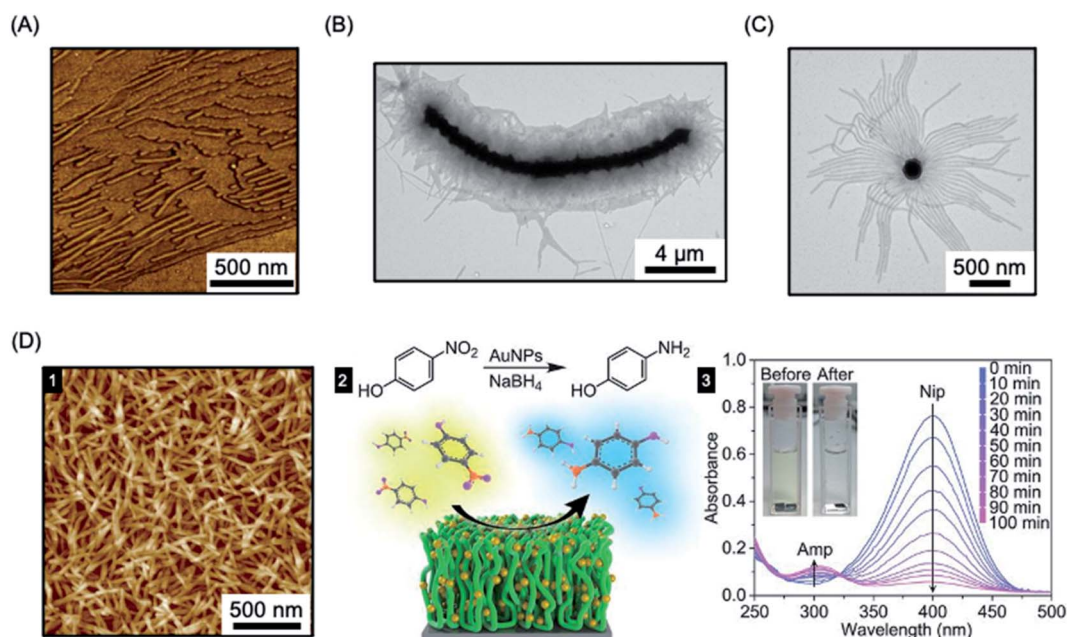 (A)
500 nm
(B)
4 µm
(C)
500 nm
(D)
1
500 nm
2
HO
NO₂
AuNPs
NaBH₄
HO
NH₂
3
Absorbance
1.0
0.8
0.6
0.4
0.2
0.0
Before After
Nip
Amp
0 min
10 min
20 min
30 min
40 min
50 min
60 min
70 min
80 min
90 min
100 min
250 300 350 400 450 500
Wavelength (nm)